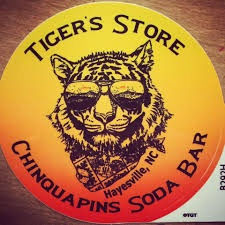 TIGER'S STORE
Hayesville, NC
CHINQUAPINS SODA BAR